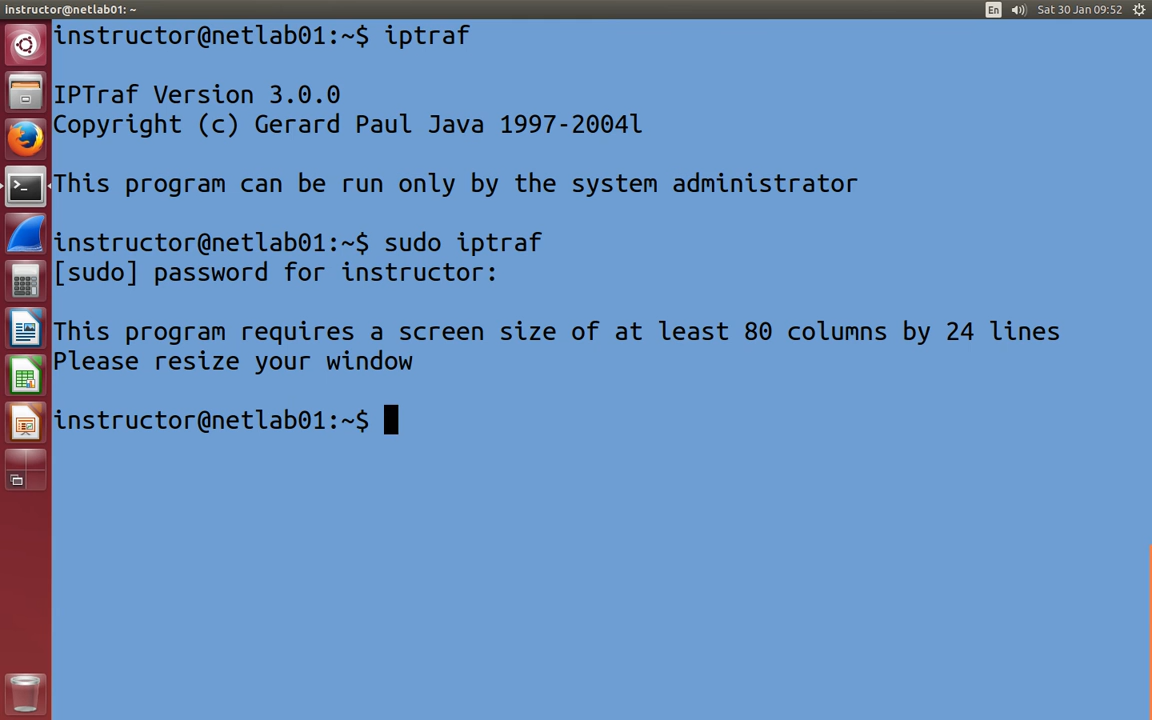 instructor@netlab01: ~
En
Sat 30 Jan 09:52
instructor@netlab01:~$ iptraf
IPTraf Version 3.0.0
Copyright (c) Gerard Paul Java 1997-2004l
This program can be run only by the system administrator
instructor@netlab01:~$ sudo iptraf
[sudo] password for instructor:
This program requires a screen size of at least 80 columns by 24 lines
Please resize your window
instructor@netlab01:~$